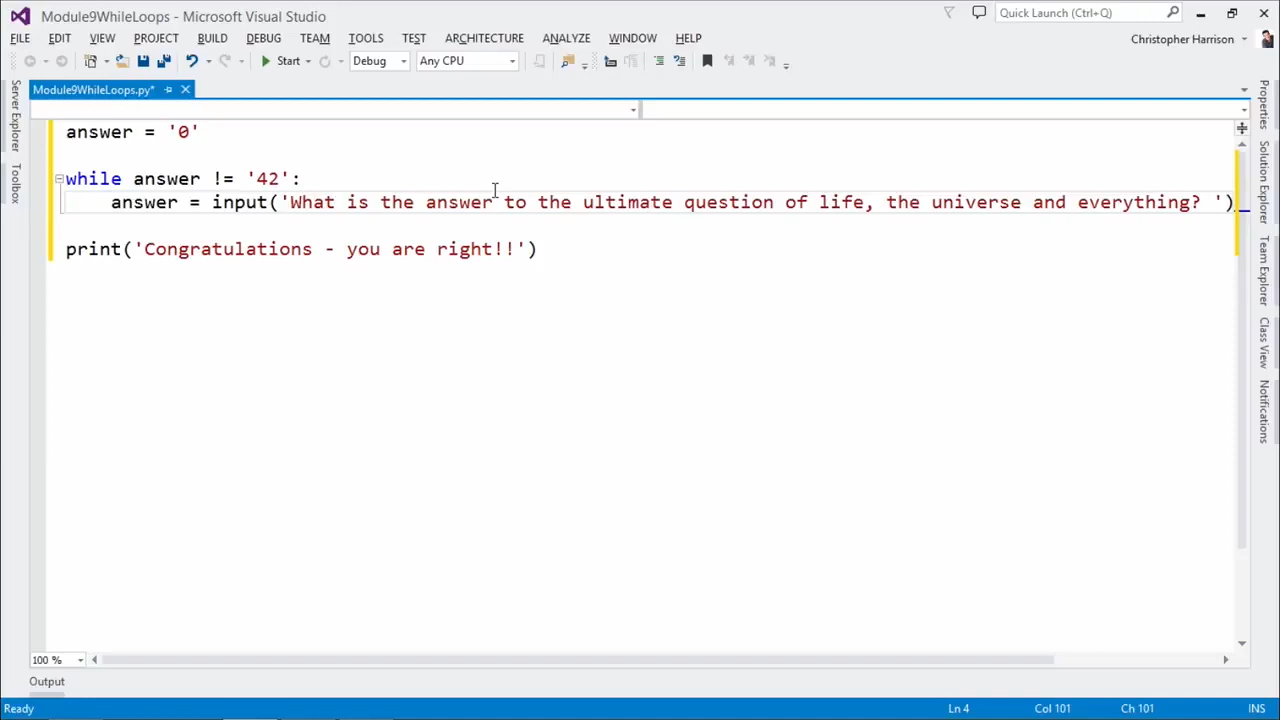 Module9WhileLoops - Microsoft Visual Studio
Quick Launch (Ctrl+Q)
FILE EDIT VIEW PROJECT BUILD DEBUG TEAM TOOLS TEST ARCHITECTURE ANALYZE WINDOW HELP
Christopher Harrison
Start Debug Any CPU
Module9WhileLoops.py*
answer = '0'
while answer != '42':
answer = input('What is the answer to the ultimate question of life, the universe and everything? ')
print('Congratulations - you are right!!')
Server Explorer
Toolbox
Properties
Solution Explorer
Team Explorer
Class View
Notifications
100 %
Output
Ready Ln 4 Col 101 Ch 101 INS